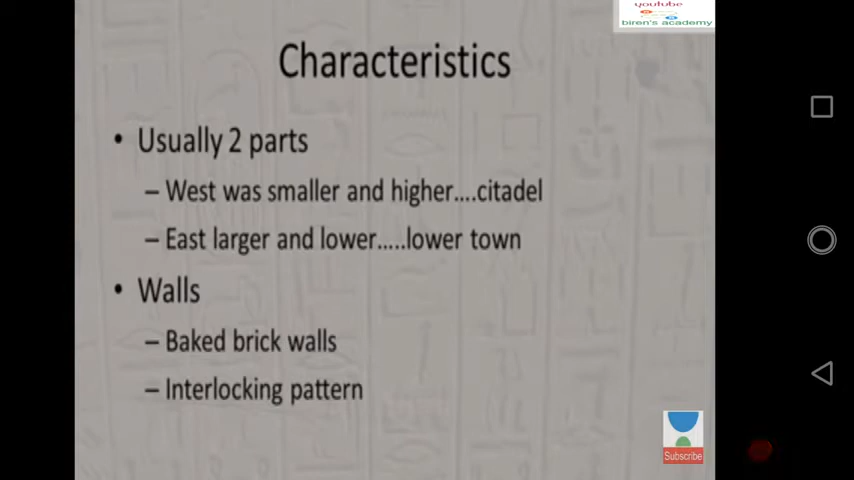 youtube
biren's academy
Characteristics
• Usually 2 parts
– West was smaller and higher....citadel
– East larger and lower.....lower town
• Walls
– Baked brick walls
– Interlocking pattern
Subscribe